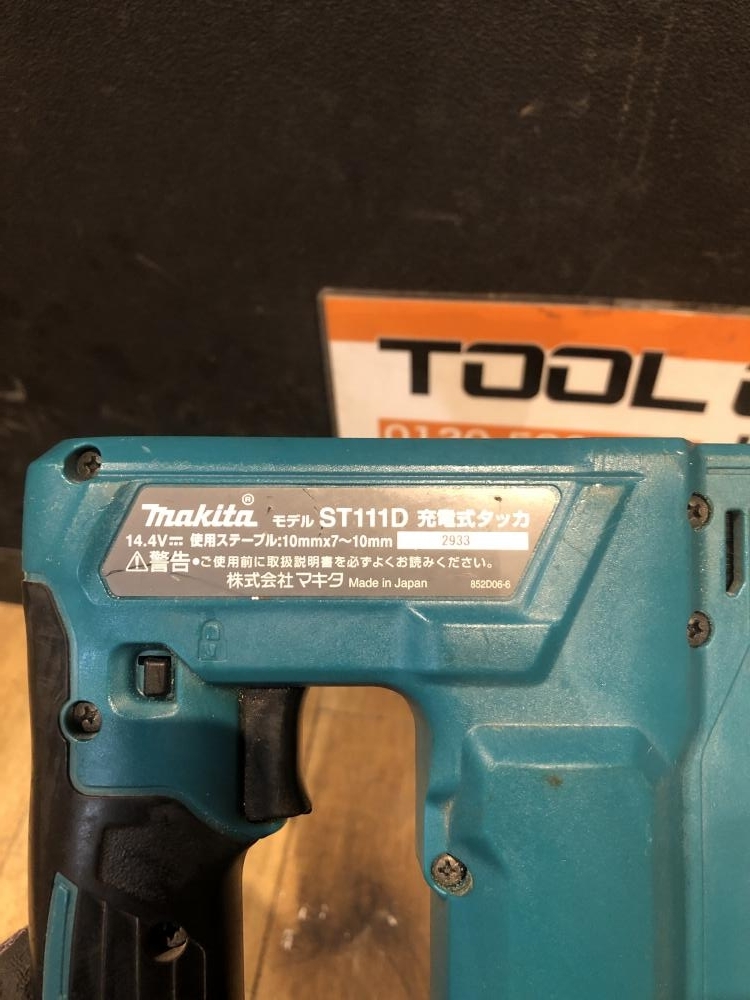 TOOL
makita® モデル ST111D 充電式タッカ
14.4V⎓ 使用ステープル:10mmx7〜10mm 2933
⚠警告●ご使用前に取扱説明書を必ずよくお読みください。
株式会社マキタ Made in Japan 852D06-6